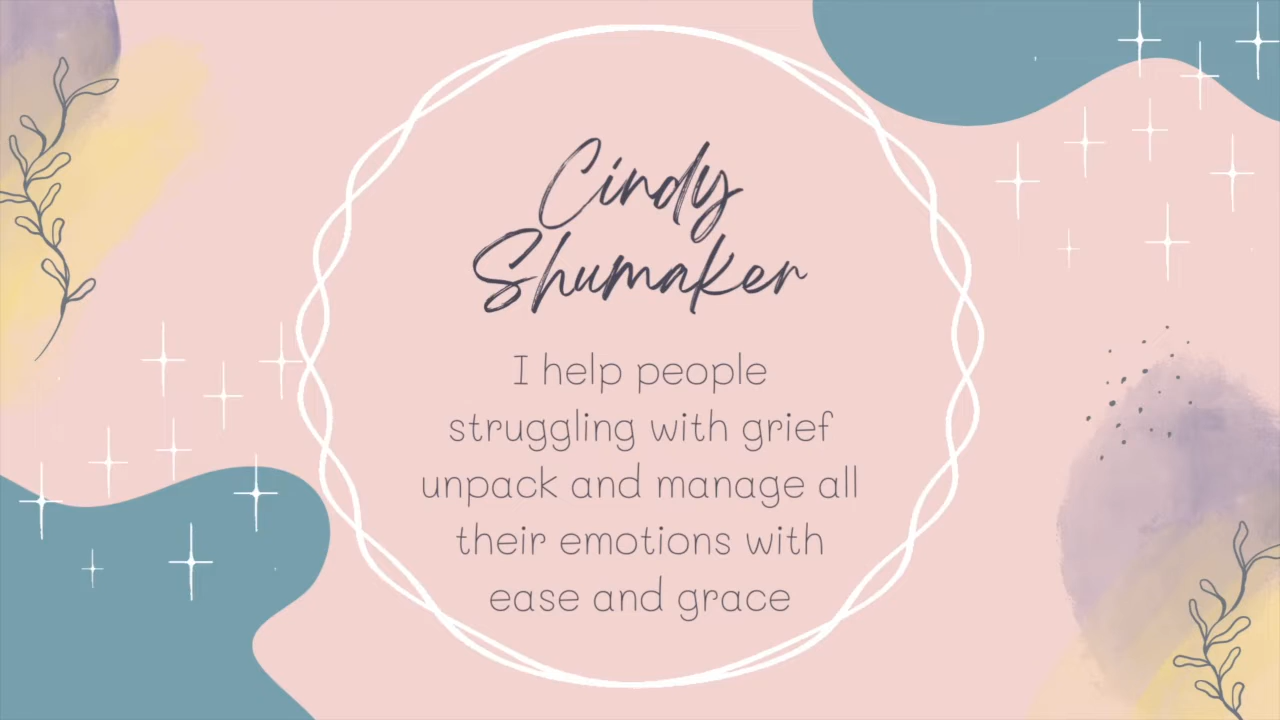 Cindy
Shumaker
I help people
struggling with grief
unpack and manage all
their emotions with
ease and grace